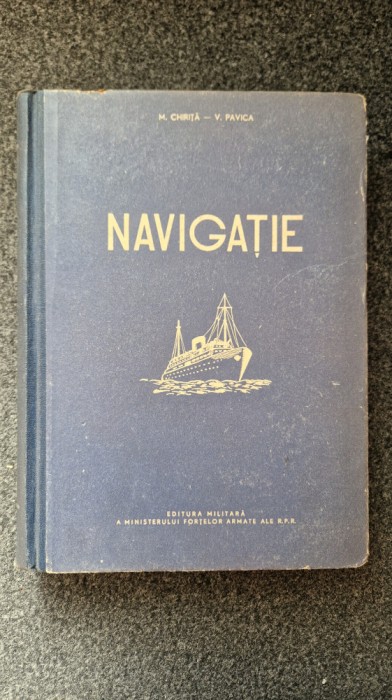 M. CHIRIȚĂ — V. PAVICA
NAVIGAȚIE
EDITURA MILITARĂ
A MINISTERULUI FORȚELOR ARMATE ALE R.P.R.